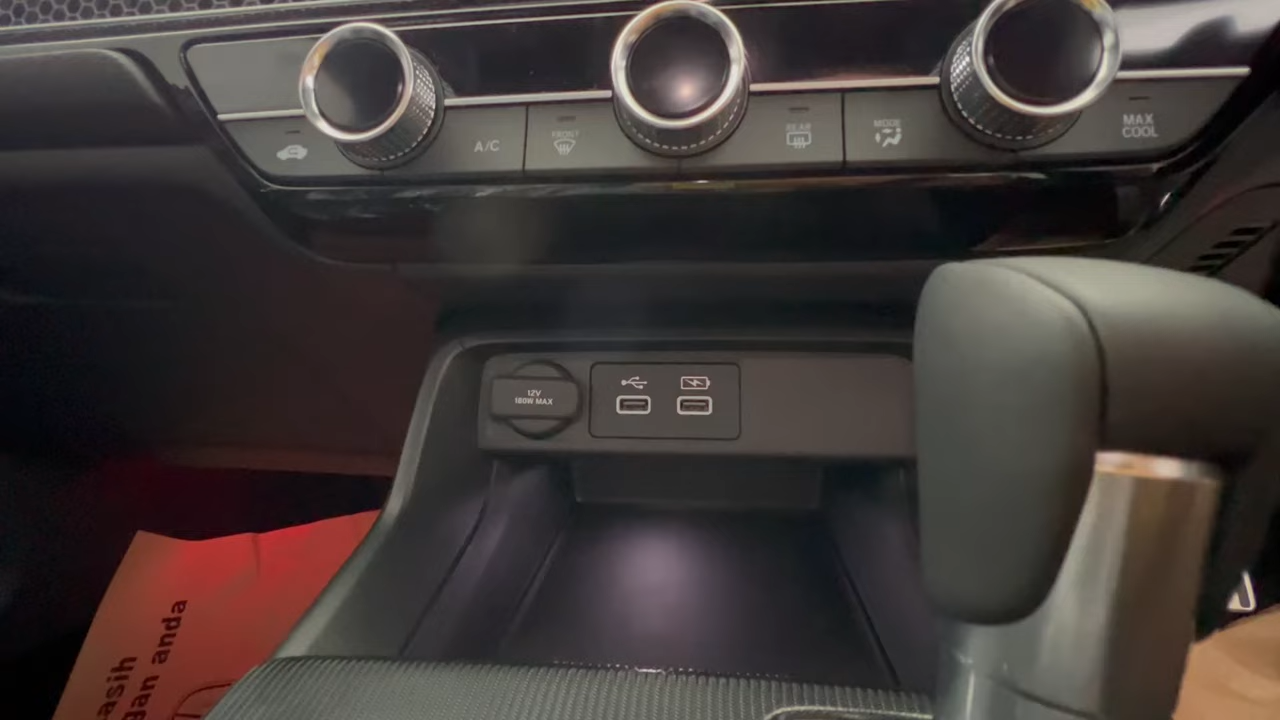 A/C
FRONT
REAR
MODE
MAX
COOL
12V
180W MAX
asih
gan anda